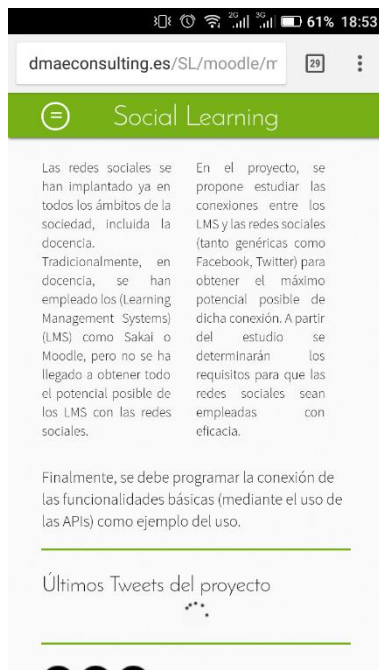 2G 3G 61% 18:53
dmaeconsulting.es/SL/moodle/m 29
Social Learning
Las redes sociales se
han implantado ya en
todos los ámbitos de la
sociedad, incluida la
docencia.
Tradicionalmente, en
docencia, se han
empleado los (Learning
Management Systems)
(LMS) como Sakai o
Moodle, pero no se ha
llegado a obtener todo
el potencial posible de
los LMS con las redes
sociales.
En el proyecto, se
propone estudiar las
conexiones entre los
LMS y las redes sociales
(tanto genéricas como
Facebook, Twitter) para
obtener el máximo
potencial posible de
dicha conexión. A partir
del estudio se
determinarán los
requisitos para que las
redes sociales sean
empleadas con
eficacia.
Finalmente, se debe programar la conexión de
las funcionalidades básicas (mediante el uso de
las APIs) como ejemplo del uso.
Últimos Tweets del proyecto